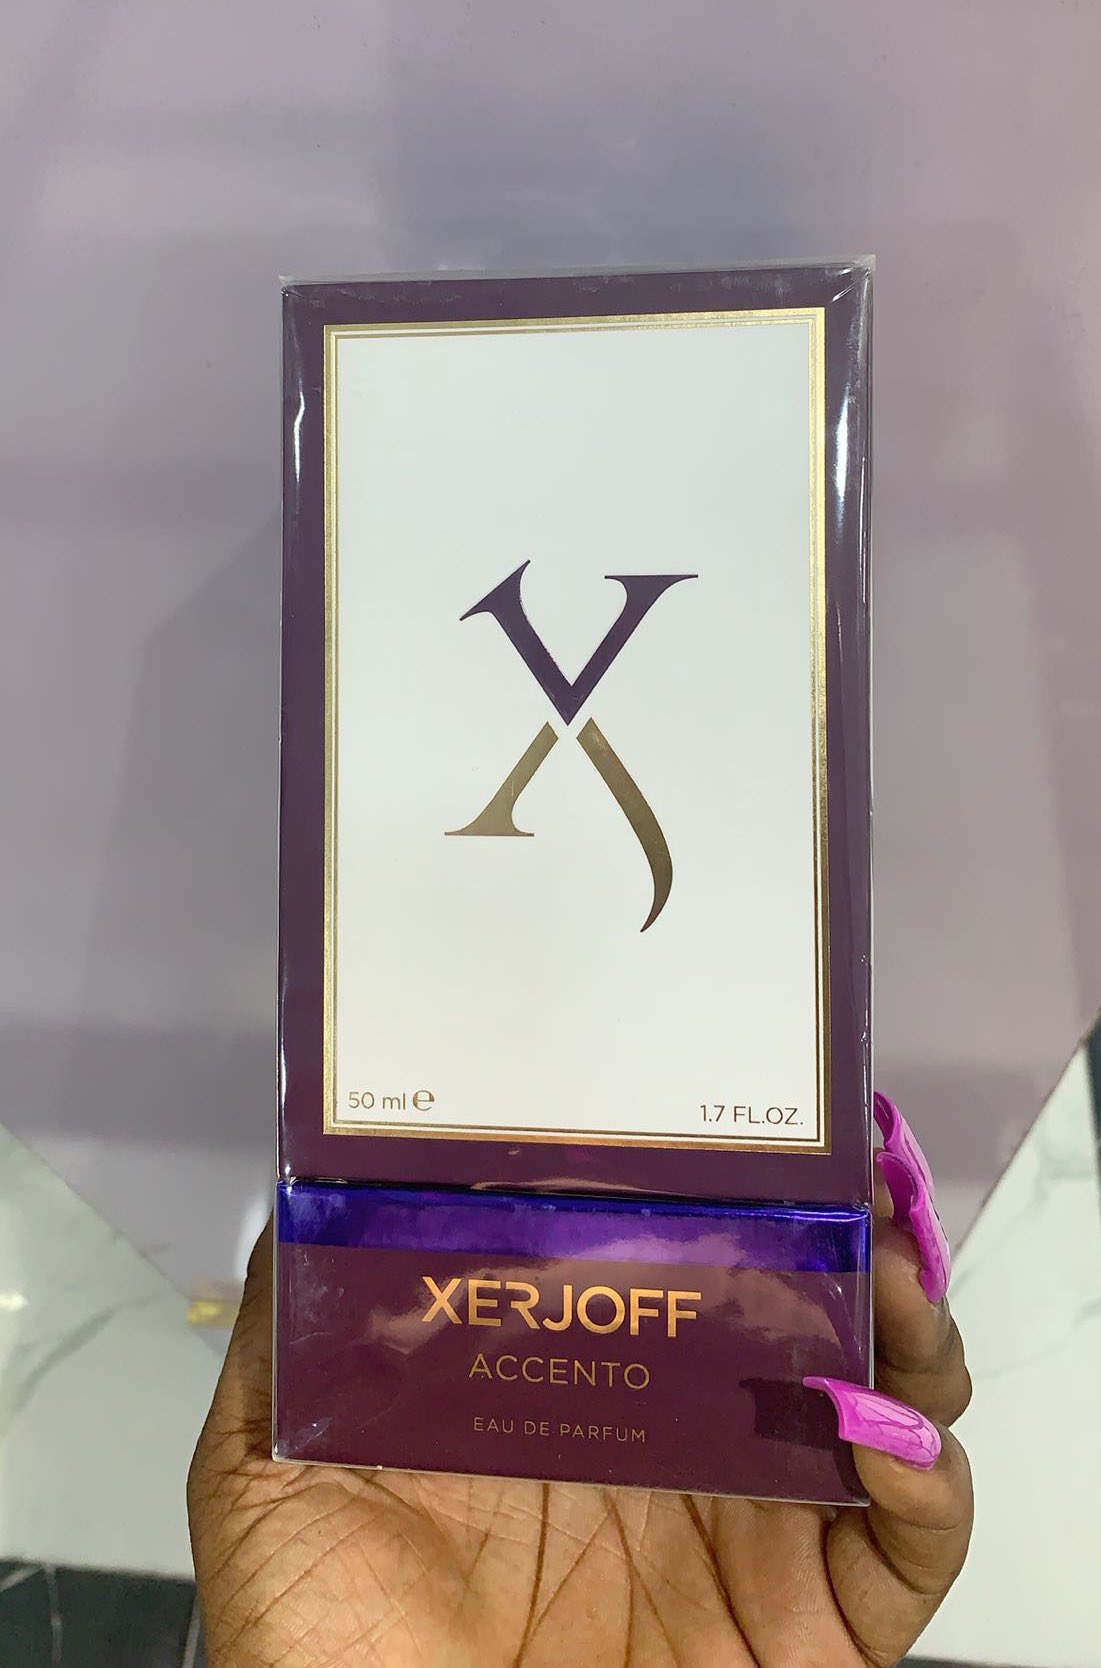 X
50 ml ℮
1.7 FL.OZ.
XERJOFF
ACCENTO
EAU DE PARFUM